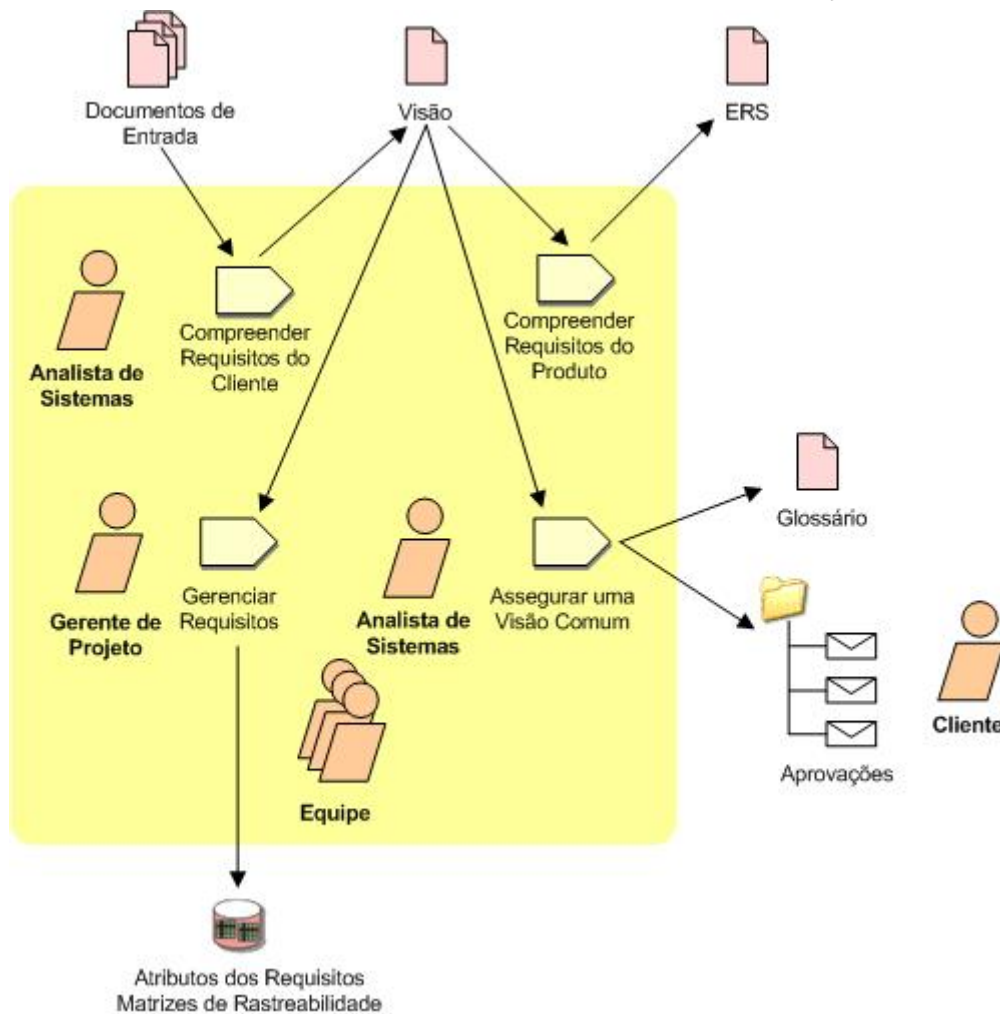 Documentos de
Entrada
Visão
ERS
Analista de
Sistemas
Compreender
Requisitos do
Cliente
Compreender
Requisitos do
Produto
Gerente de
Projeto
Gerenciar
Requisitos
Analista de
Sistemas
Assegurar uma
Visão Comum
Glossário
Aprovações
Cliente
Equipe
Atributos dos Requisitos
Matrizes de Rastreabilidade